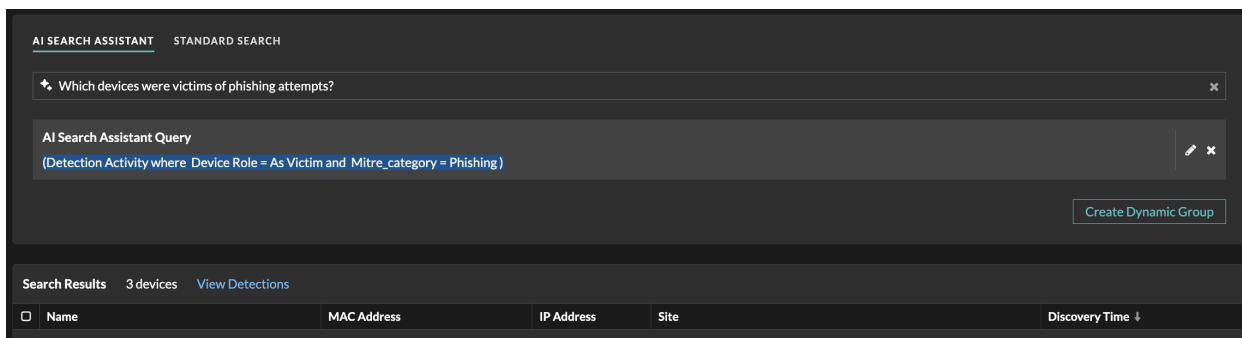 AI SEARCH ASSISTANT STANDARD SEARCH
Which devices were victims of phishing attempts?
AI Search Assistant Query
(Detection Activity where Device Role = As Victim and Mitre_category = Phishing )
Create Dynamic Group
Search Results 3 devices View Detections
Name MAC Address IP Address Site Discovery Time ↓